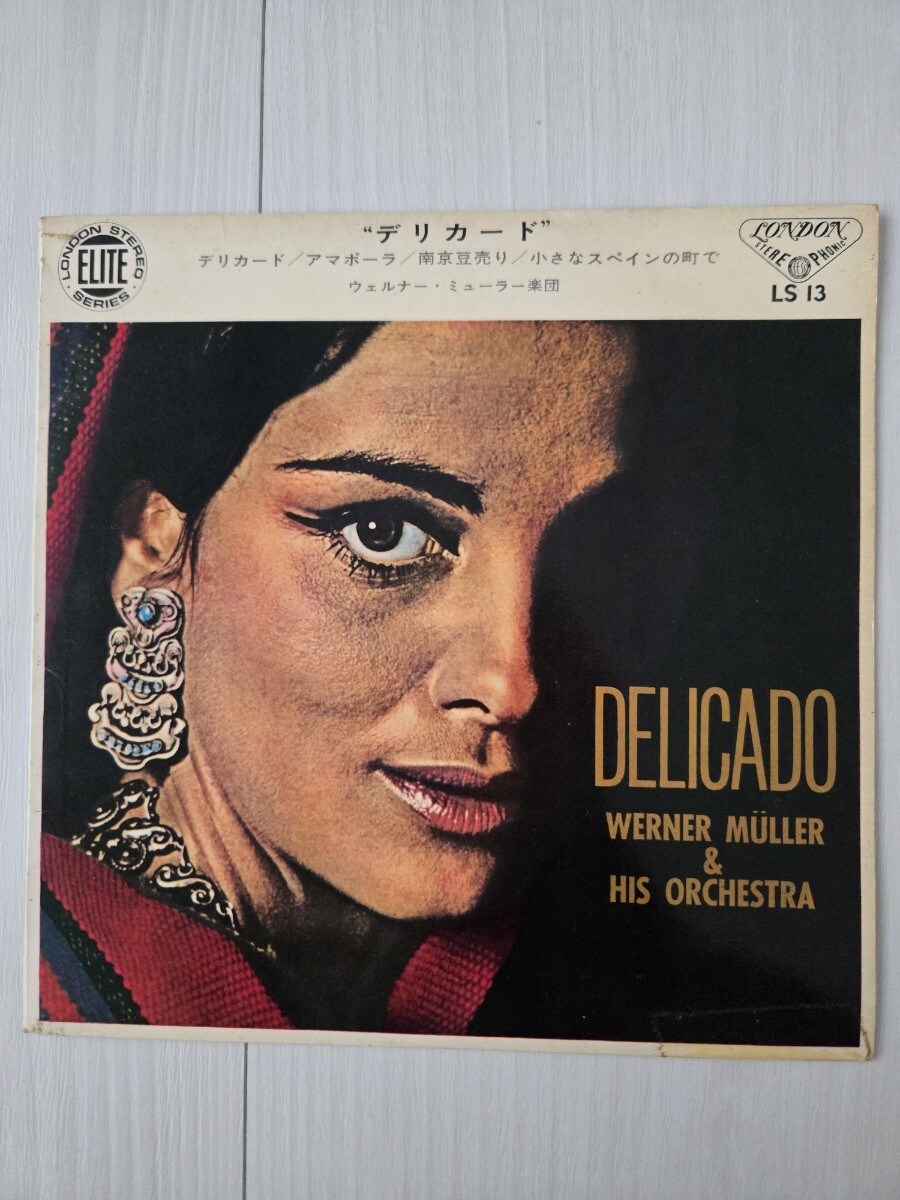 LONDON STEREO
ELITE
SERIES
“デリカード”
デリカード／アマポーラ／南京豆売り／小さなスペインの町で
ウェルナー・ミューラー楽団
LONDON
STEREO PHONIC
LS 13
DELICADO
WERNER MÜLLER
&
HIS ORCHESTRA